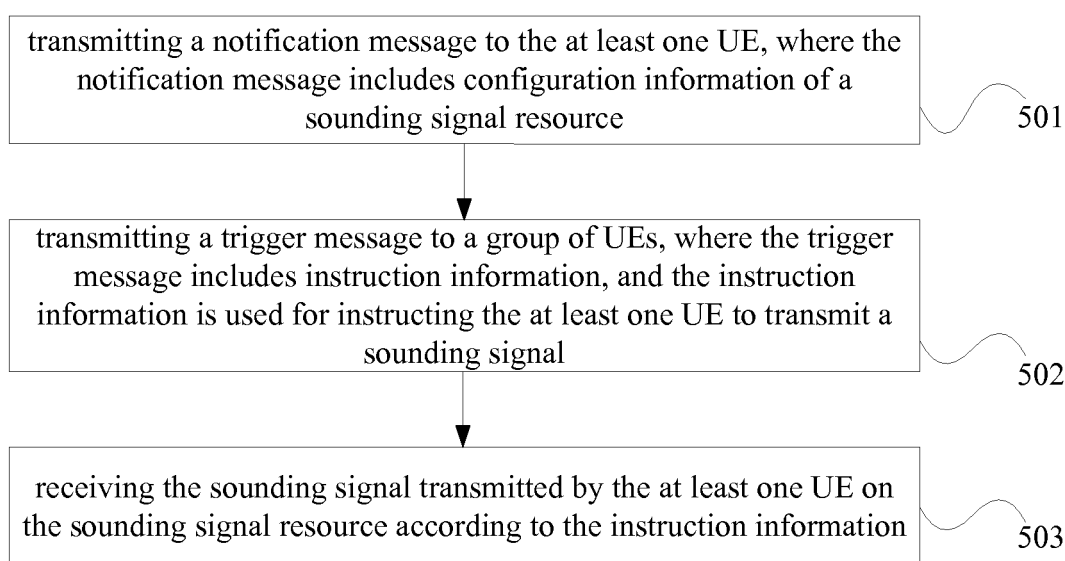 transmitting a notification message to the at least one UE, where the
notification message includes configuration information of a
sounding signal resource
501
transmitting a trigger message to a group of UEs, where the trigger
message includes instruction information, and the instruction
information is used for instructing the at least one UE to transmit a
sounding signal
502
receiving the sounding signal transmitted by the at least one UE on
the sounding signal resource according to the instruction information
503